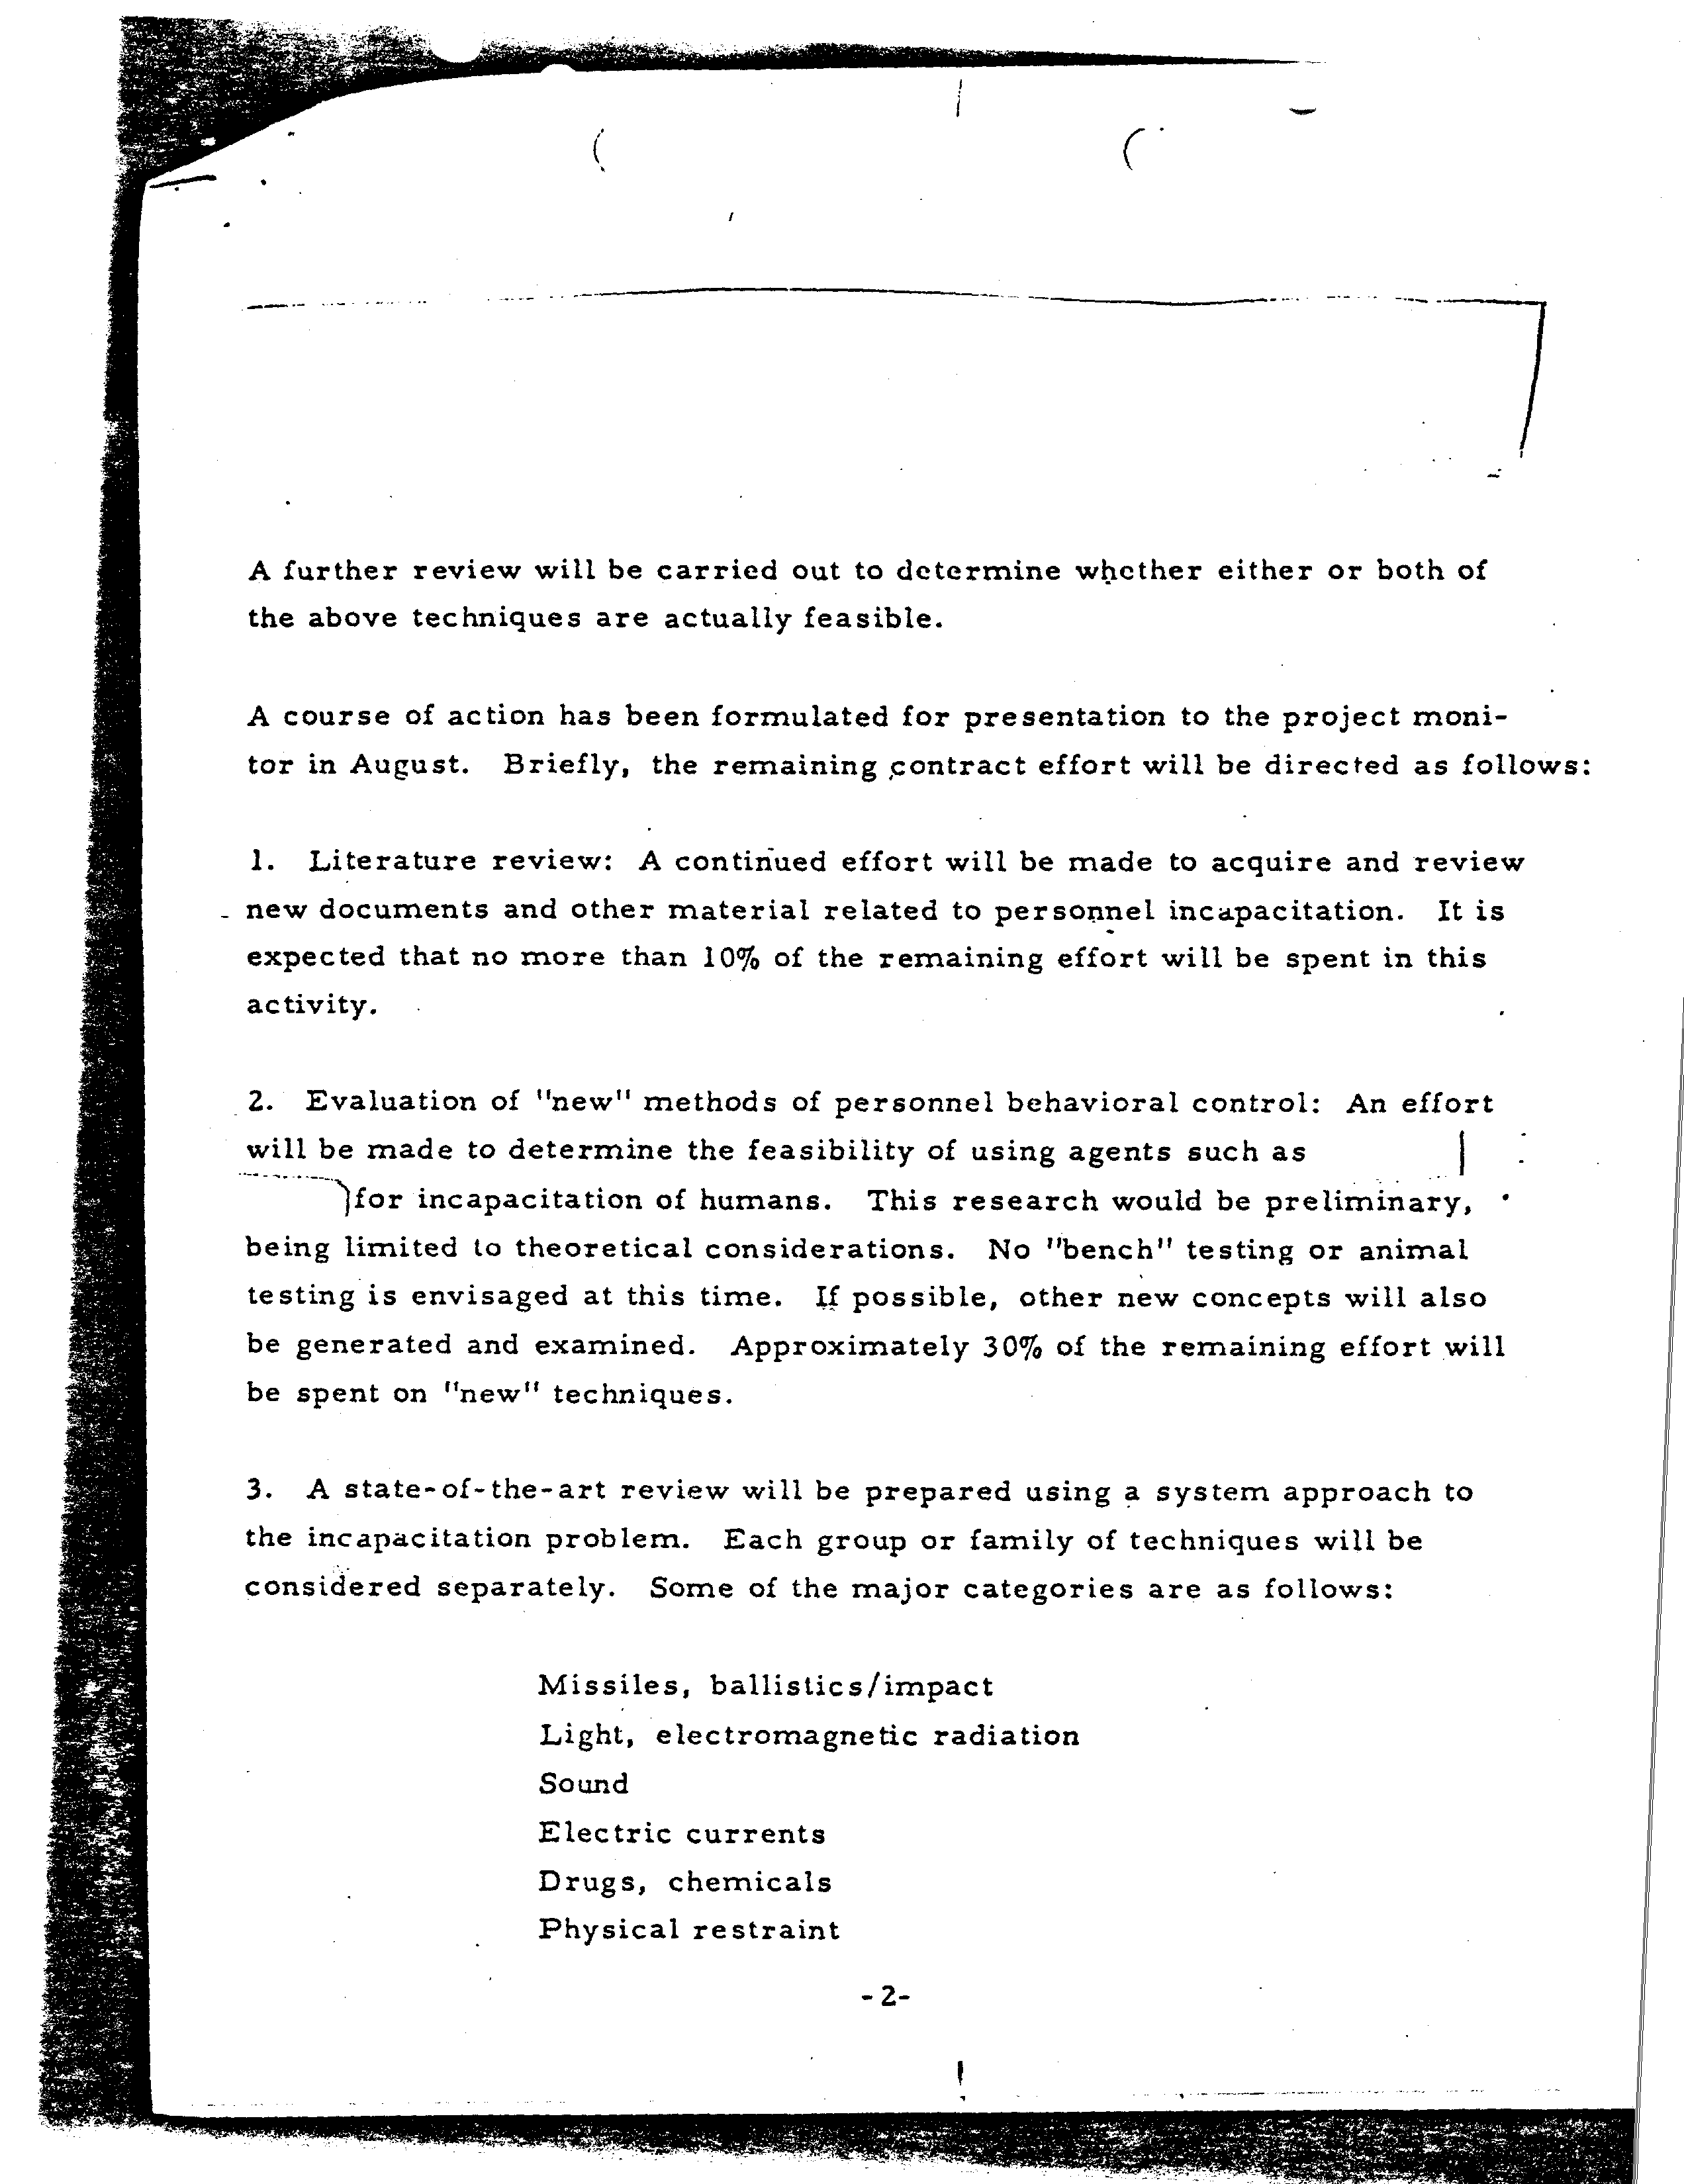 A further review will be carried out to determine whether either or both of
the above techniques are actually feasible.
A course of action has been formulated for presentation to the project moni-
tor in August. Briefly, the remaining contract effort will be directed as follows:
1. Literature review: A continued effort will be made to acquire and review
new documents and other material related to personnel incapacitation. It is
expected that no more than 10% of the remaining effort will be spent in this
activity.
2. Evaluation of "new" methods of personnel behavioral control: An effort
will be made to determine the feasibility of using agents such as
for incapacitation of humans. This research would be preliminary,
being limited to theoretical considerations. No "bench" testing or animal
testing is envisaged at this time. If possible, other new concepts will also
be generated and examined. Approximately 30% of the remaining effort will
be spent on "new" techniques.
3. A state-of-the-art review will be prepared using a system approach to
the incapacitation problem. Each group or family of techniques will be
considered separately. Some of the major categories are as follows:
Missiles, ballistics/impact
Light, electromagnetic radiation
Sound
Electric currents
Drugs, chemicals
Physical restraint
-2-